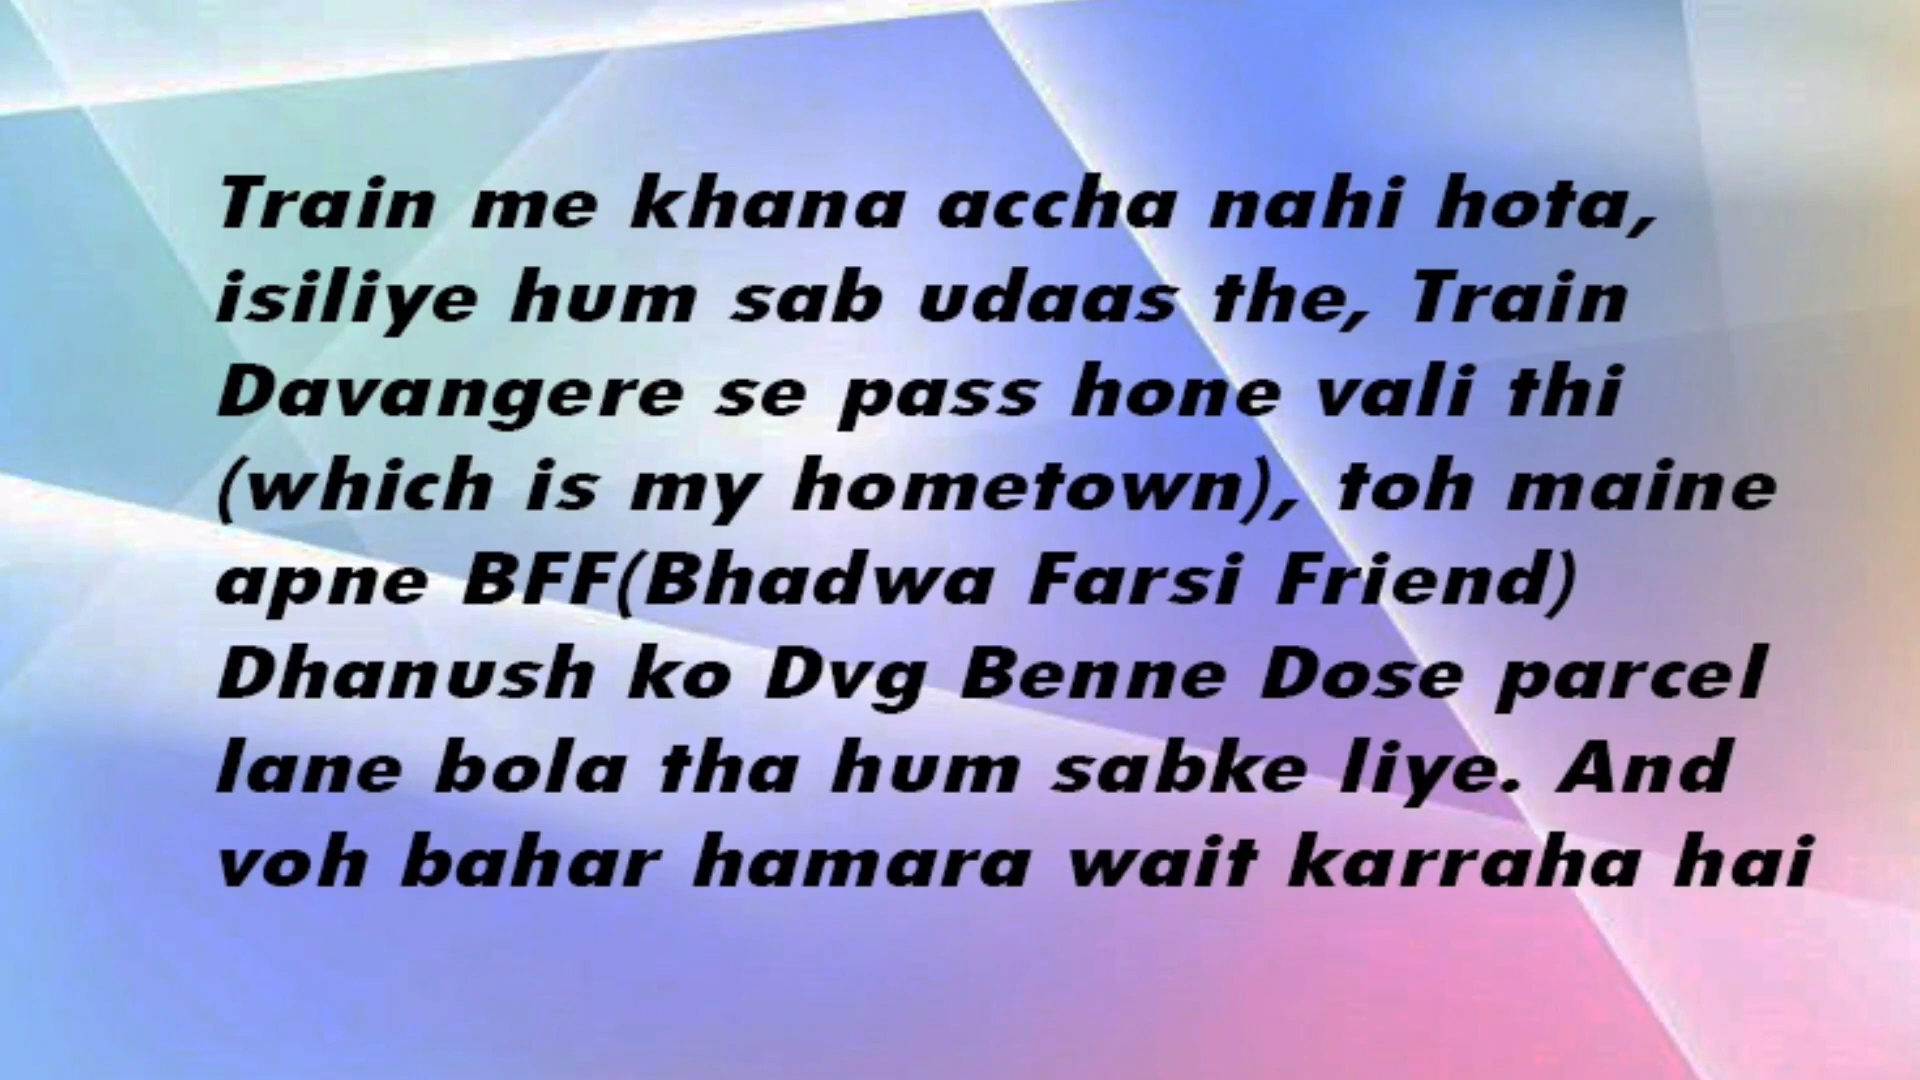 Train me khana accha nahi hota,
isiliye hum sab udaas the, Train
Davangere se pass hone vali thi
(which is my hometown), toh maine
apne BFF(Bhadwa Farsi Friend)
Dhanush ko Dvg Benne Dose parcel
lane bola tha hum sabke liye. And
voh bahar hamara wait karraha hai